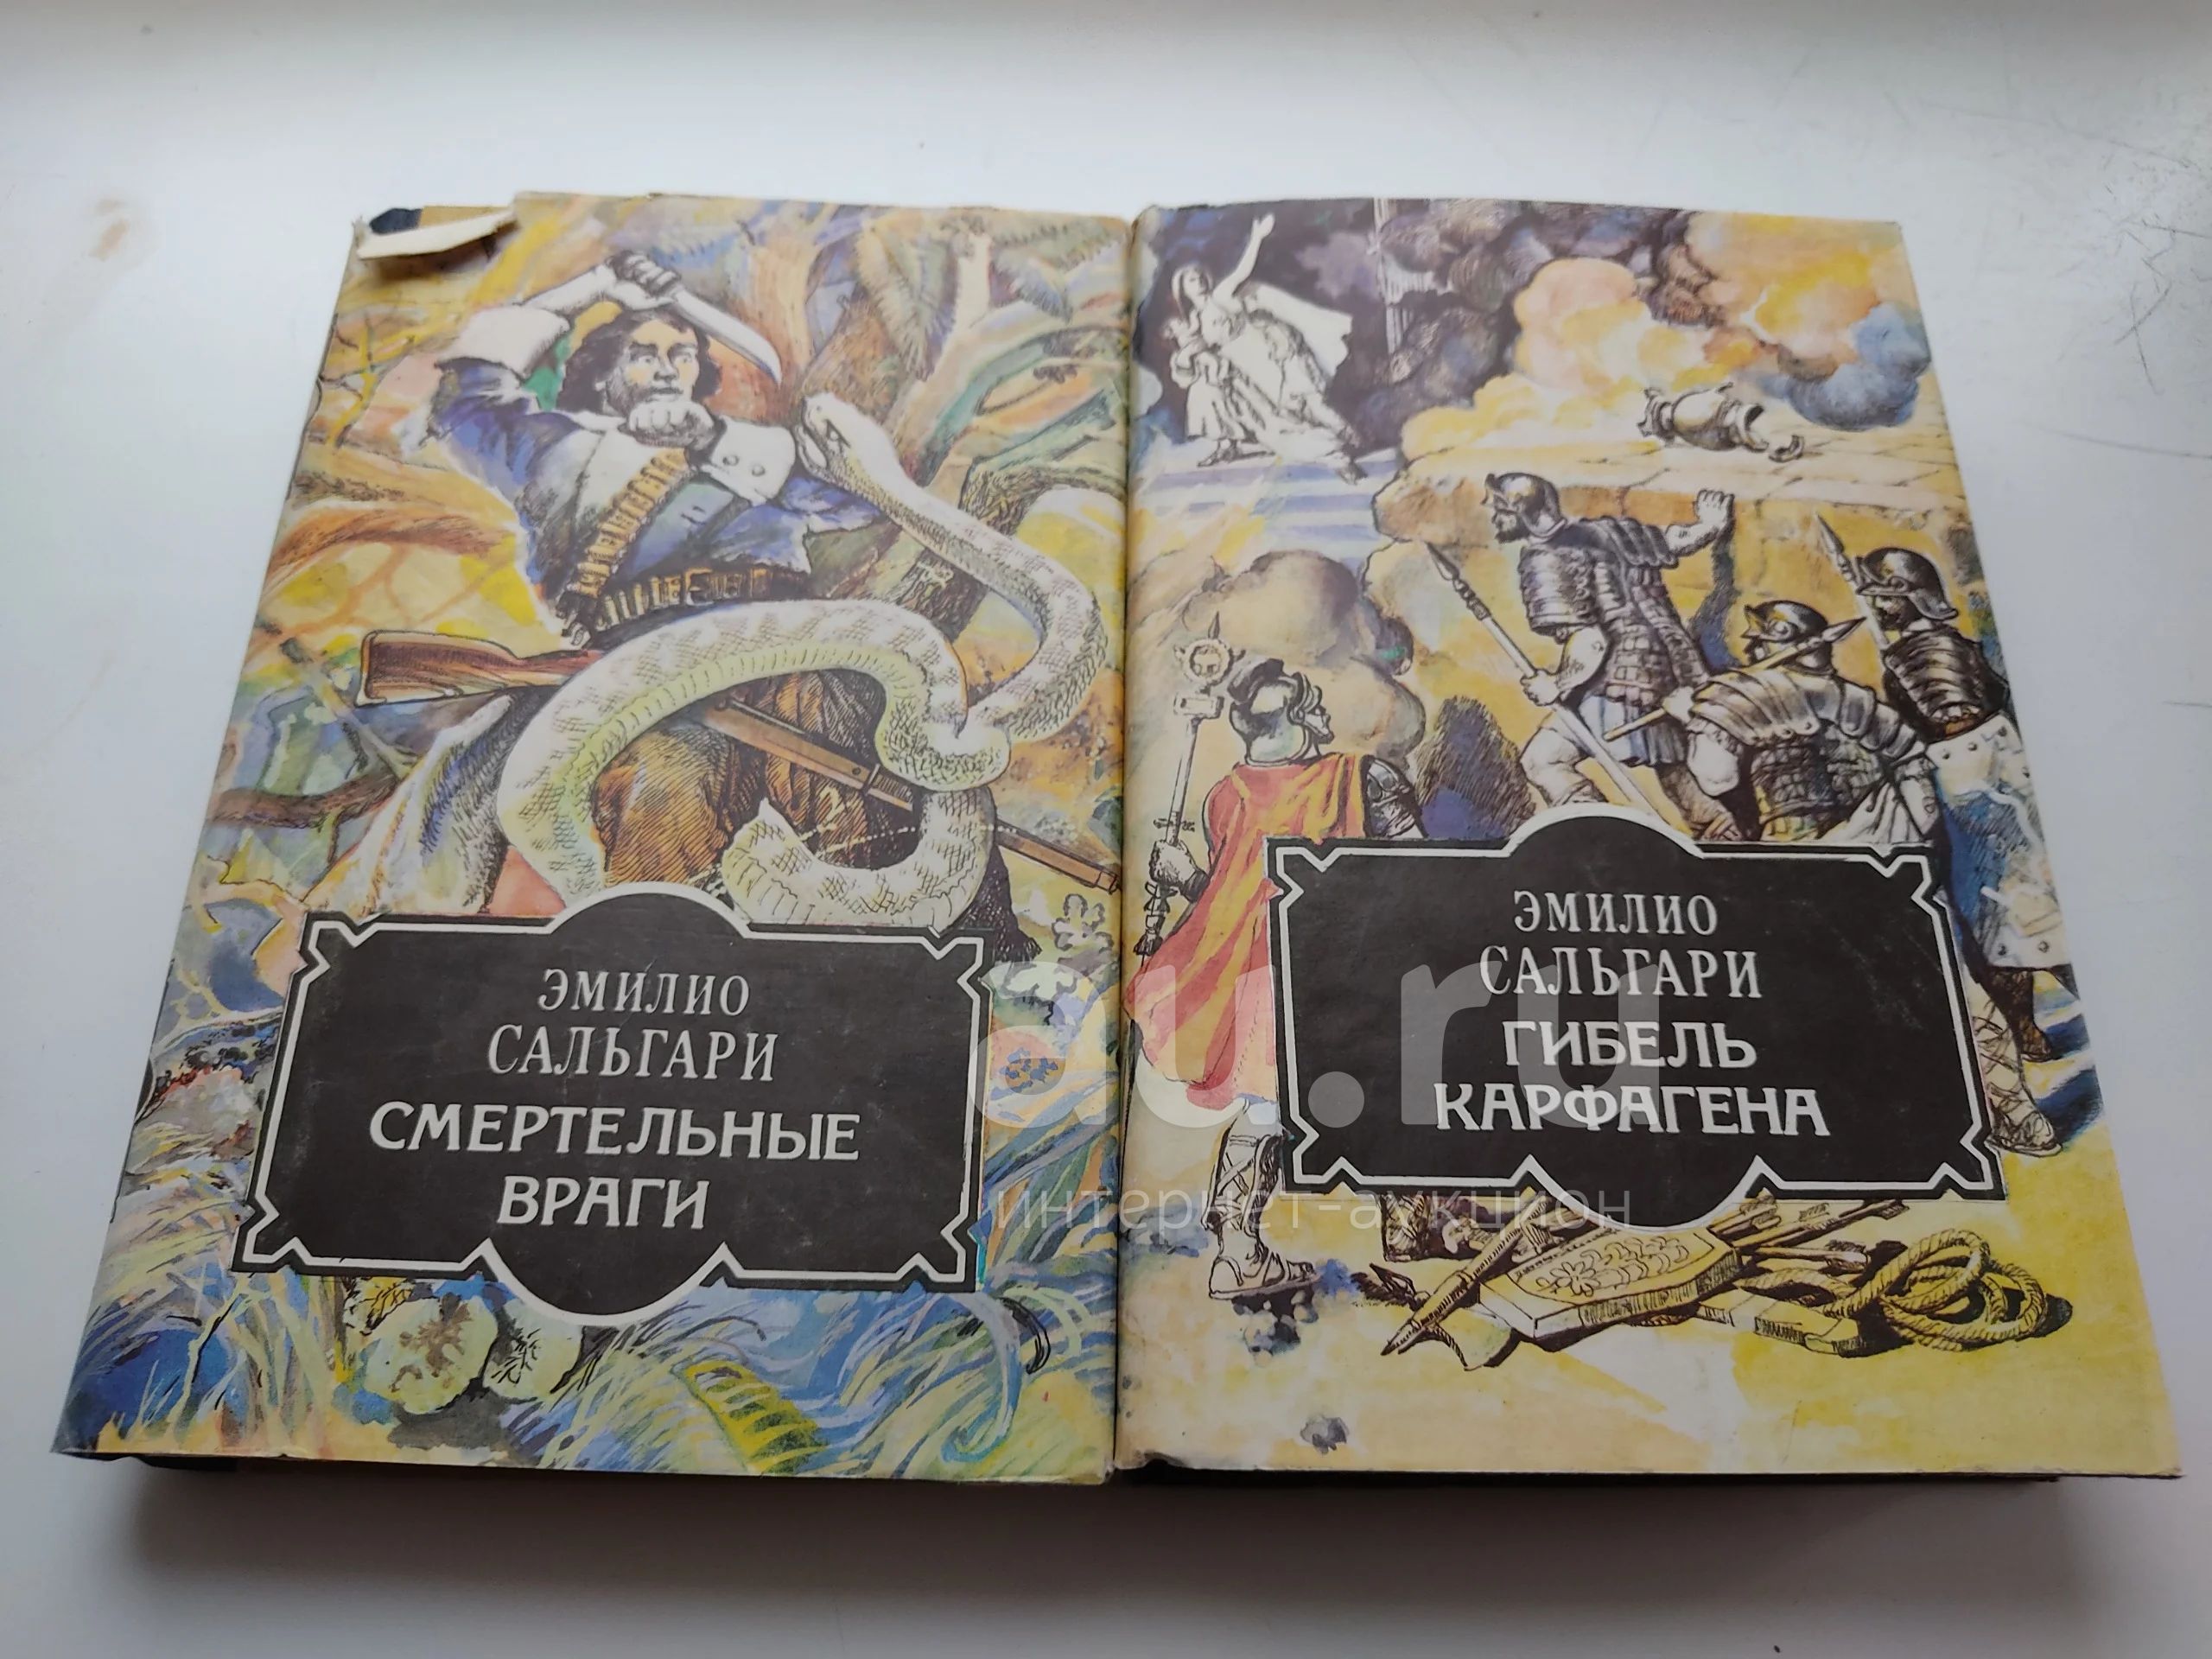 ЭМИЛИО
САЛЬГАРИ
СМЕРТЕЛЬНЫЕ
ВРАГИ
ЭМИЛИО
САЛЬГАРИ
ГИБЕЛЬ
КАРФАГЕНА
au.ru
интернет-аукцион